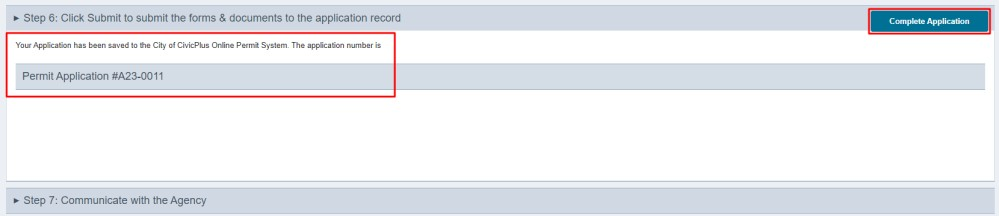 ▸ Step 6: Click Submit to submit the forms & documents to the application record
Complete Application
Your Application has been saved to the City of CivicPlus Online Permit System. The application number is
Permit Application #A23-0011
▸ Step 7: Communicate with the Agency